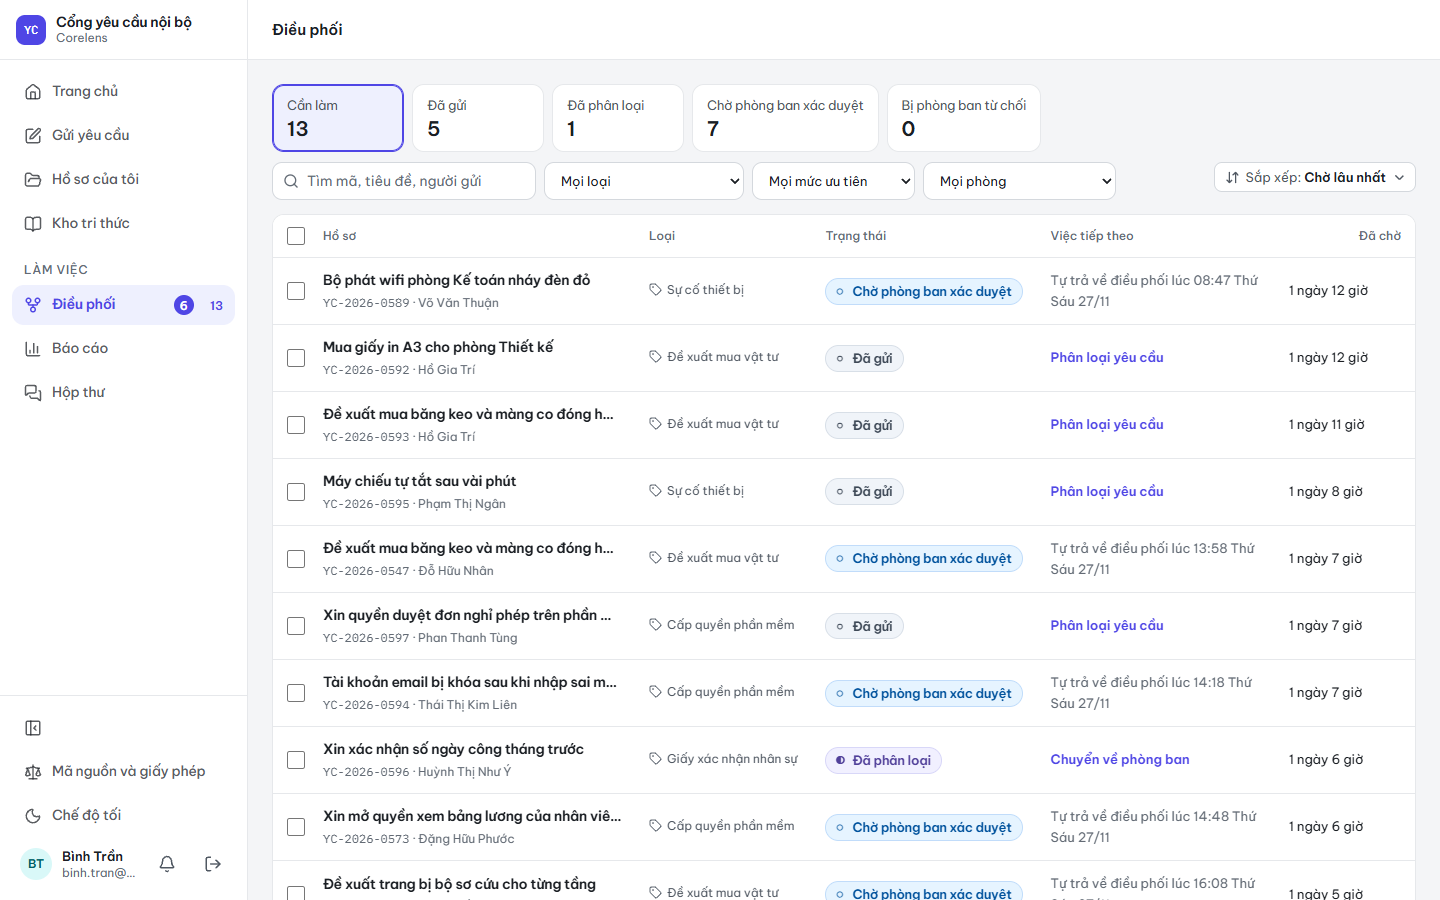 YC
Cổng yêu cầu nội bộ
Corelens
Trang chủ
Gửi yêu cầu
Hồ sơ của tôi
Kho tri thức
LÀM VIỆC
Điều phối 6 13
Báo cáo
Hộp thư
Mã nguồn và giấy phép
Chế độ tối
BT
Bình Trần
binh.tran@...
Điều phối
Cần làm
13
Đã gửi
5
Đã phân loại
1
Chờ phòng ban xác duyệt
7
Bị phòng ban từ chối
0
Tìm mã, tiêu đề, người gửi
Mọi loại
Mọi mức ưu tiên
Mọi phòng
Sắp xếp: Chờ lâu nhất
Hồ sơ Loại Trạng thái Việc tiếp theo Đã chờ
Bộ phát wifi phòng Kế toán nháy đèn đỏ
YC-2026-0589 · Võ Văn Thuận
Sự cố thiết bị
Chờ phòng ban xác duyệt
Tự trả về điều phối lúc 08:47 Thứ
Sáu 27/11
1 ngày 12 giờ
Mua giấy in A3 cho phòng Thiết kế
YC-2026-0592 · Hồ Gia Trí
Đề xuất mua vật tư
Đã gửi
Phân loại yêu cầu
1 ngày 12 giờ
Đề xuất mua băng keo và màng co đóng h...
YC-2026-0593 · Hồ Gia Trí
Đề xuất mua vật tư
Đã gửi
Phân loại yêu cầu
1 ngày 11 giờ
Máy chiếu tự tắt sau vài phút
YC-2026-0595 · Phạm Thị Ngân
Sự cố thiết bị
Đã gửi
Phân loại yêu cầu
1 ngày 8 giờ
Đề xuất mua băng keo và màng co đóng h...
YC-2026-0547 · Đỗ Hữu Nhân
Đề xuất mua vật tư
Chờ phòng ban xác duyệt
Tự trả về điều phối lúc 13:58 Thứ
Sáu 27/11
1 ngày 7 giờ
Xin quyền duyệt đơn nghỉ phép trên phần ...
YC-2026-0597 · Phan Thanh Tùng
Cấp quyền phần mềm
Đã gửi
Phân loại yêu cầu
1 ngày 7 giờ
Tài khoản email bị khóa sau khi nhập sai m...
YC-2026-0594 · Thái Thị Kim Liên
Cấp quyền phần mềm
Chờ phòng ban xác duyệt
Tự trả về điều phối lúc 14:18 Thứ
Sáu 27/11
1 ngày 7 giờ
Xin xác nhận số ngày công tháng trước
YC-2026-0596 · Huỳnh Thị Như Ý
Giấy xác nhận nhân sự
Đã phân loại
Chuyển về phòng ban
1 ngày 6 giờ
Xin mở quyền xem bảng lương của nhân viê...
YC-2026-0573 · Đặng Hữu Phước
Cấp quyền phần mềm
Chờ phòng ban xác duyệt
Tự trả về điều phối lúc 14:48 Thứ
Sáu 27/11
1 ngày 6 giờ
Đề xuất trang bị bộ sơ cứu cho từng tầng
Đề xuất mua vật tư
Chờ phòng ban xác duyệt
Tự trả về điều phối lúc 16:08 Thứ
1 ngày 5 giờ